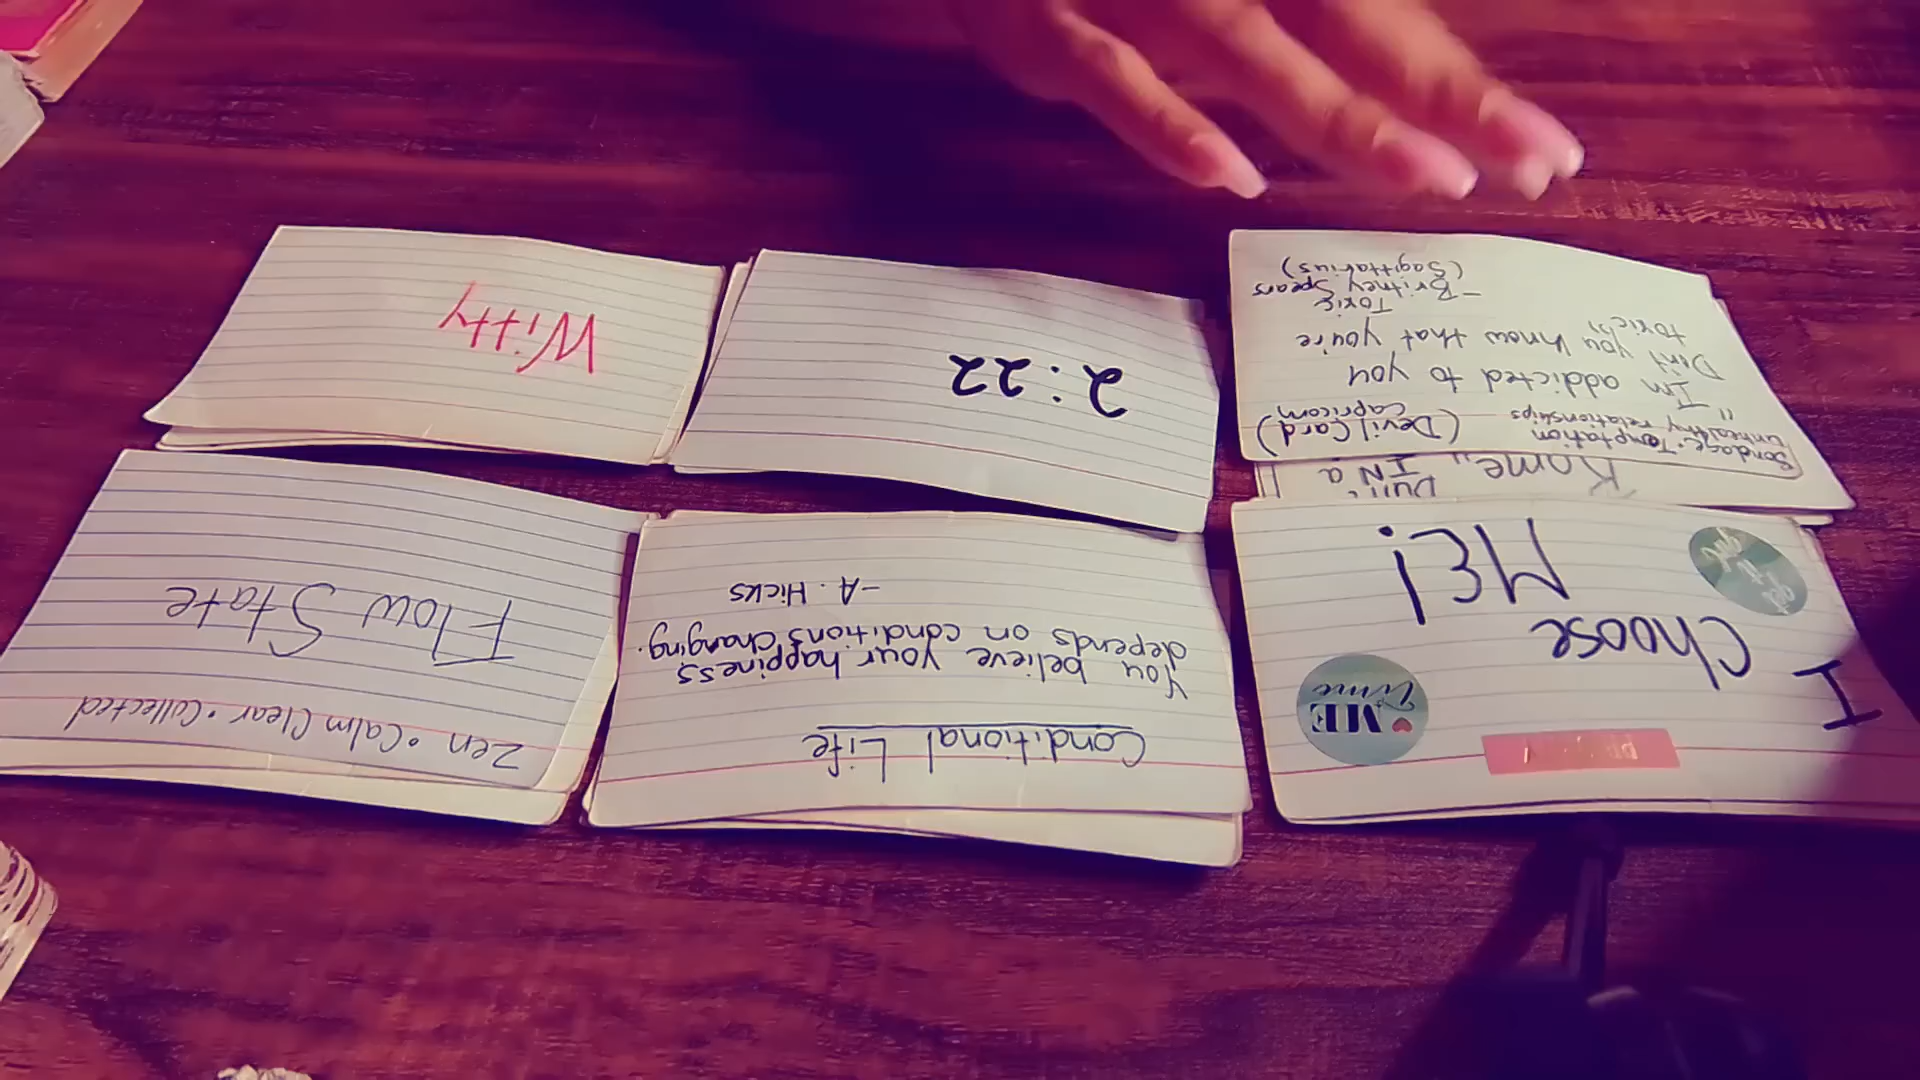 I
Choose
ME!
ME
time
Conditional Life
You believe your happiness
depends on conditions changing.
-A. Hicks
Zen • Calm Clear • Collected
Flow State
Bondage • Temptation
unhealthy relationships
(Devil Card)
Capricorn
"I'm addicted to you
Don't you know that you're
toxic"
Toxic
-Britney Spears
(Sagittarius)
Rome"
IN a
2:22
Witty